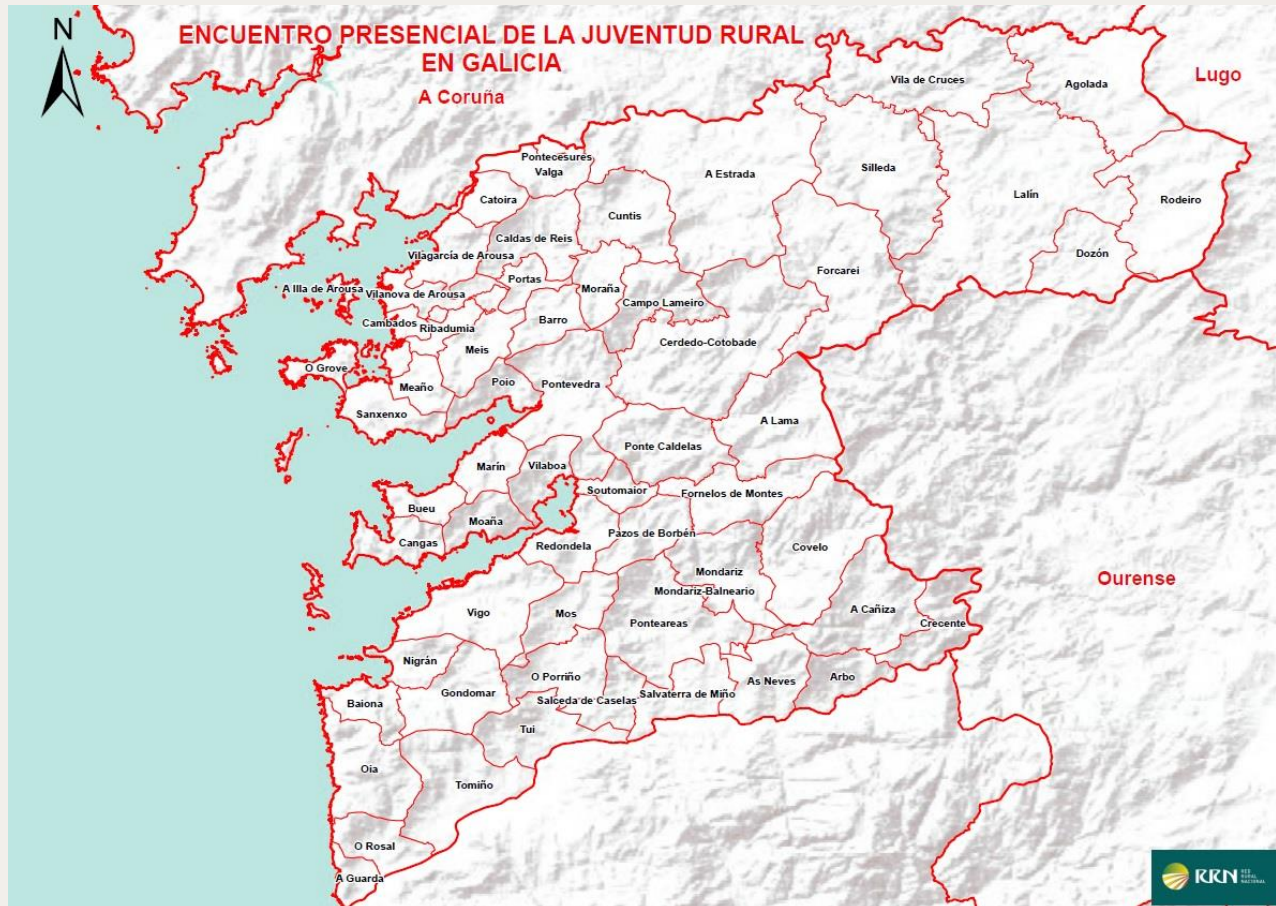 N
ENCUENTRO PRESENCIAL DE LA JUVENTUD RURAL
EN GALICIA
A Coruña
Lugo
Vila de Cruces
Agolada
Pontecesures
Valga
A Estrada
Silleda
Lalín
Rodeiro
Catoira
Cuntis
Caldas de Reis
Vilagarcía de Arousa
Dozón
Forcarei
Portas
Moraña
A Illa de Arousa
Vilanova de Arousa
Campo Lameiro
Cambados
Ribadumia
Barro
Cerdedo-Cotobade
Meis
O Grove
Meaño
Poio
Pontevedra
Sanxenxo
A Lama
Ponte Caldelas
Marín
Vilaboa
Soutomaior
Fornelos de Montes
Bueu
Moaña
Cangas
Redondela
Pazos de Borbén
Covelo
Mondariz
Mondariz-Balneario
Ourense
Vigo
Mos
Ponteareas
A Cañiza
Crecente
Nigrán
Gondomar
O Porriño
As Neves
Arbo
Salvaterra de Miño
Salceda de Caselas
Baiona
Tui
Oia
Tomiño
O Rosal
A Guarda
RRN
RED
RURAL
NACIONAL